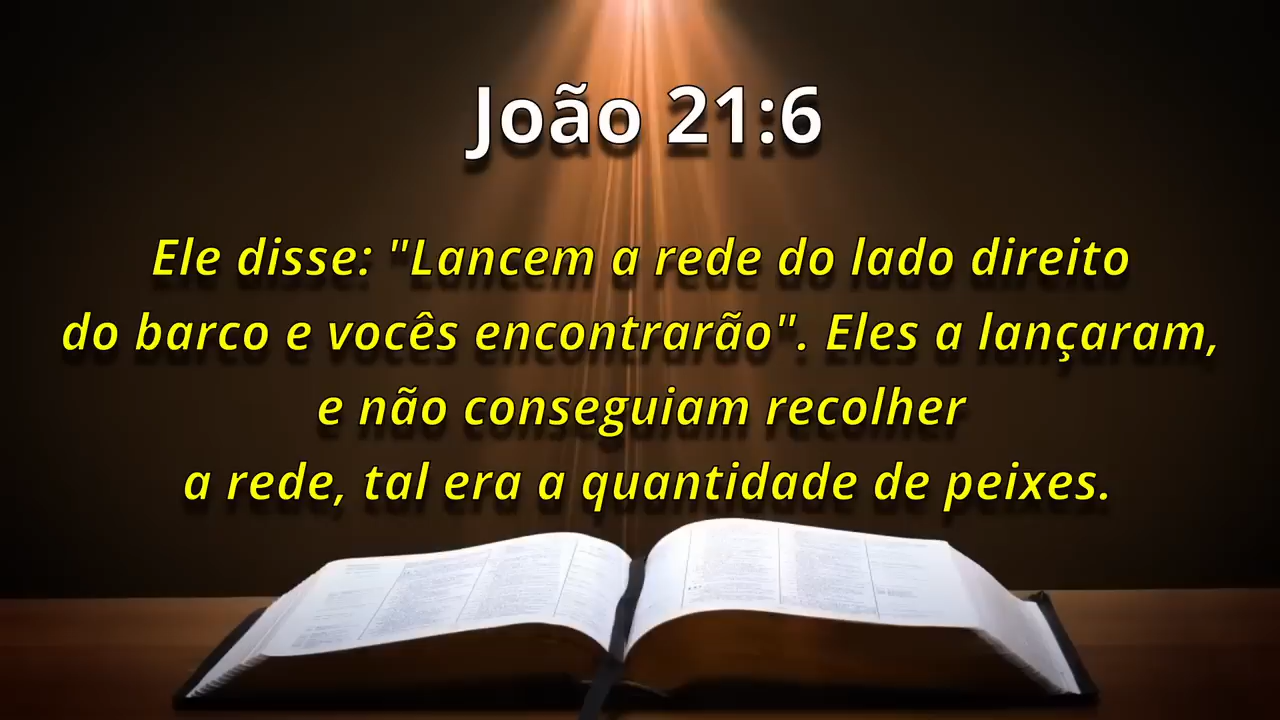 João 21:6
Ele disse: "Lancem a rede do lado direito
do barco e vocês encontrarão". Eles a lançaram,
e não conseguiam recolher
a rede, tal era a quantidade de peixes.